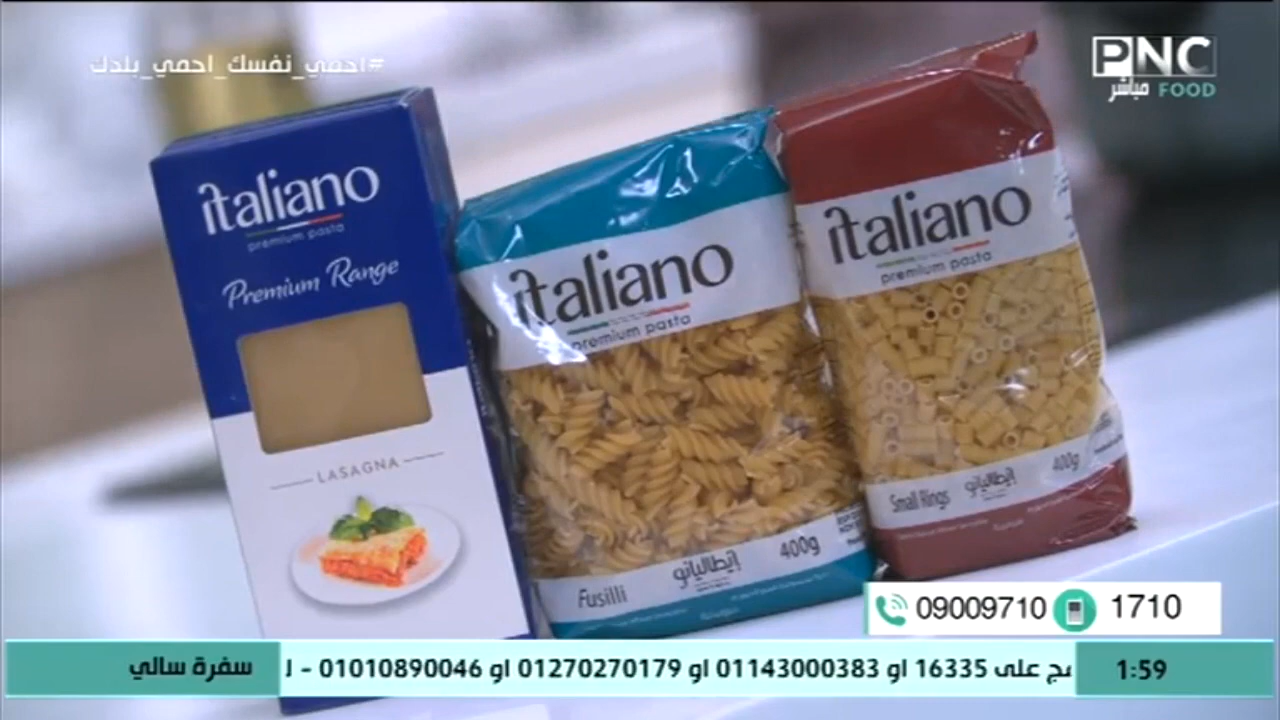 #احمي_نفسك_احمي_بلدك
PNC
مباشر FOOD
italiano
premium pasta
Premium Range
LASAGNA
italiano
premium pasta
Fusilli
إيطاليانو
400g
italiano
premium pasta
Small Rings
إيطاليانو
400g
09009710
1710
سفرة سالي
على 16335 او 01143000383 او 01270270179 او 01010890046 -
1:59